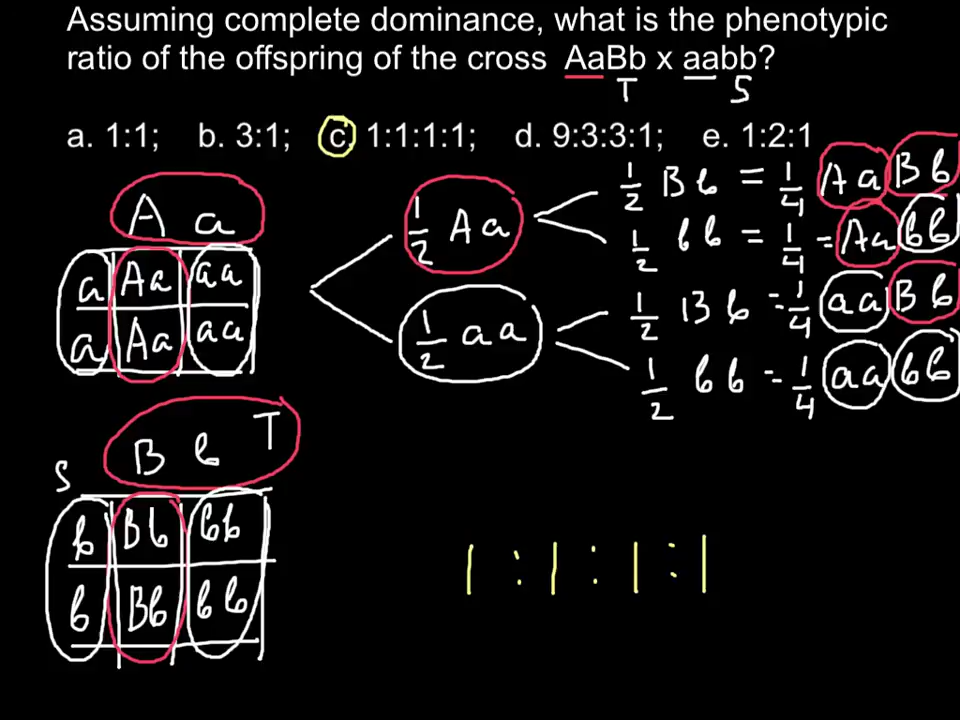 Assuming complete dominance, what is the phenotypic
ratio of the offspring of the cross AaBb x aabb?
T S
a. 1:1; b. 3:1; c. 1:1:1:1; d. 9:3:3:1; e. 1:2:1
A a
a Aa aa
a Aa aa
1/2 Aa
1/2 aa
1/2 Bb = 1/4 AaBb
1/2 bb = 1/4 = Aabb
1/2 Bb = 1/4 aaBb
1/2 bb = 1/4 aabb
B b T
S
b Bb bb
b Bb bb
1 : 1 : 1 : 1